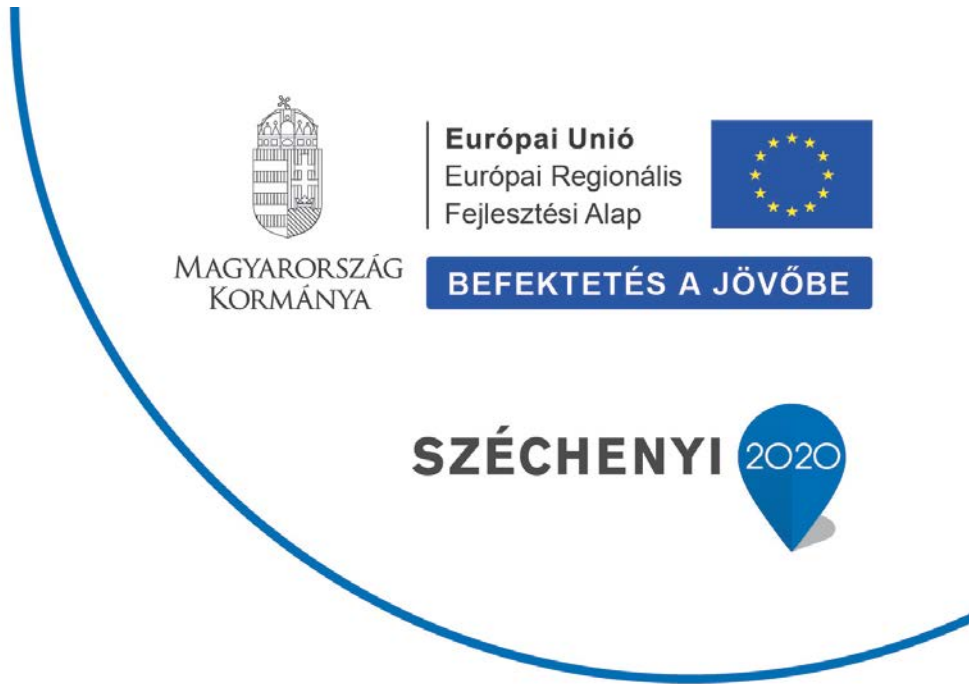 Európai Unió
Európai Regionális
Fejlesztési Alap
MAGYARORSZÁG
KORMÁNYA
BEFEKTETÉS A JÖVŐBE
SZÉCHENYI 2020